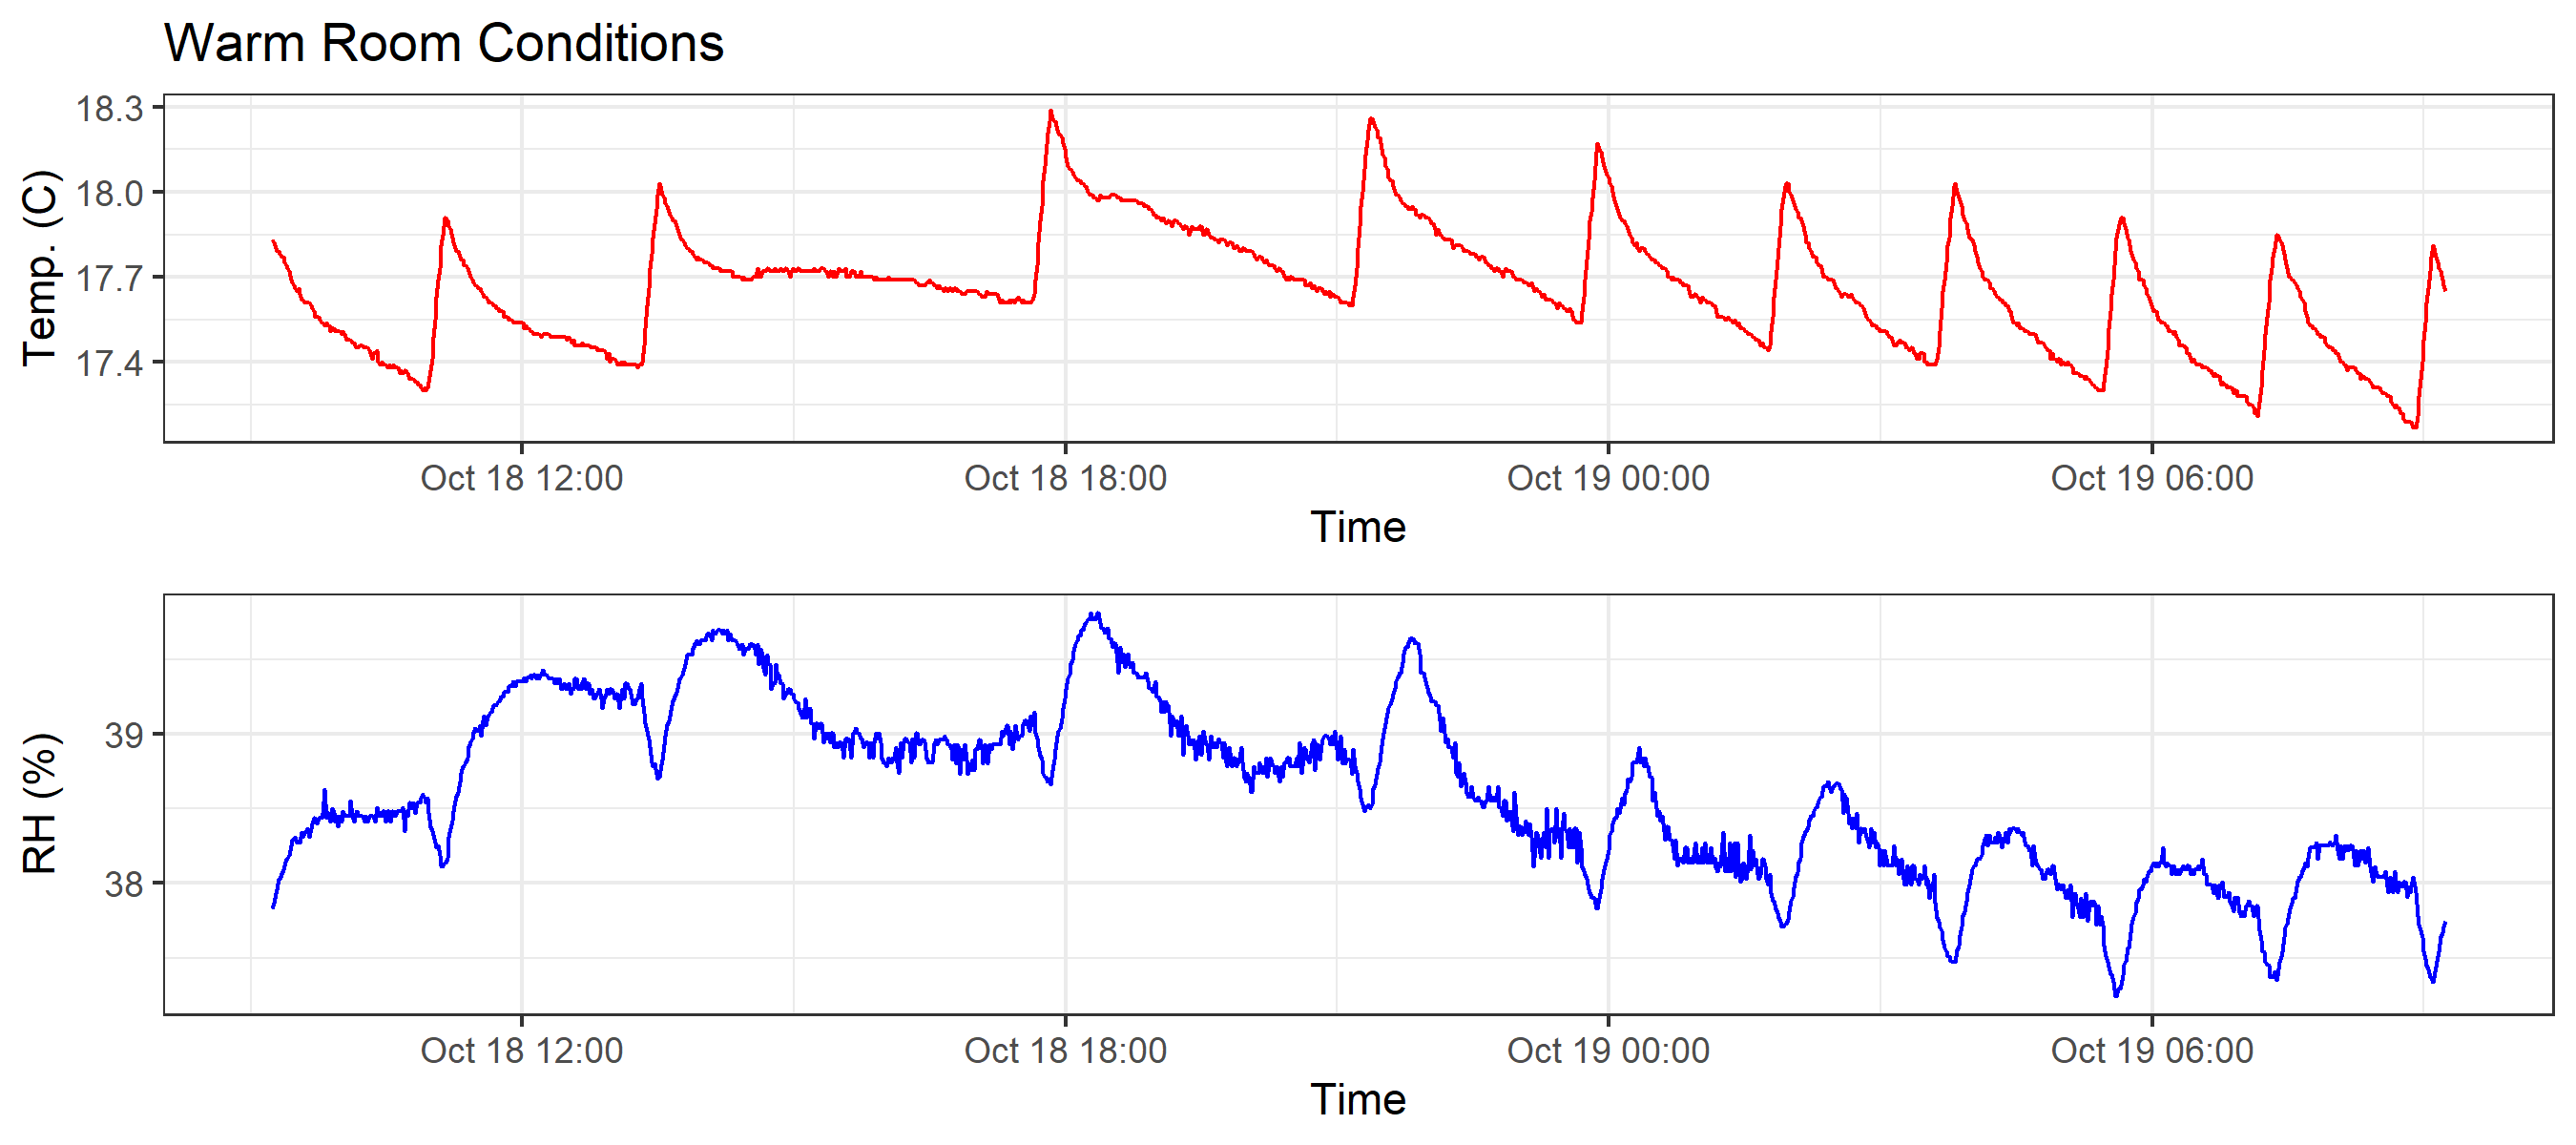 Warm Room Conditions
Temp. (C)
18.3
18.0
17.7
17.4
Oct 18 12:00 Oct 18 18:00 Oct 19 00:00 Oct 19 06:00
Time
RH (%)
39
38
Oct 18 12:00 Oct 18 18:00 Oct 19 00:00 Oct 19 06:00
Time